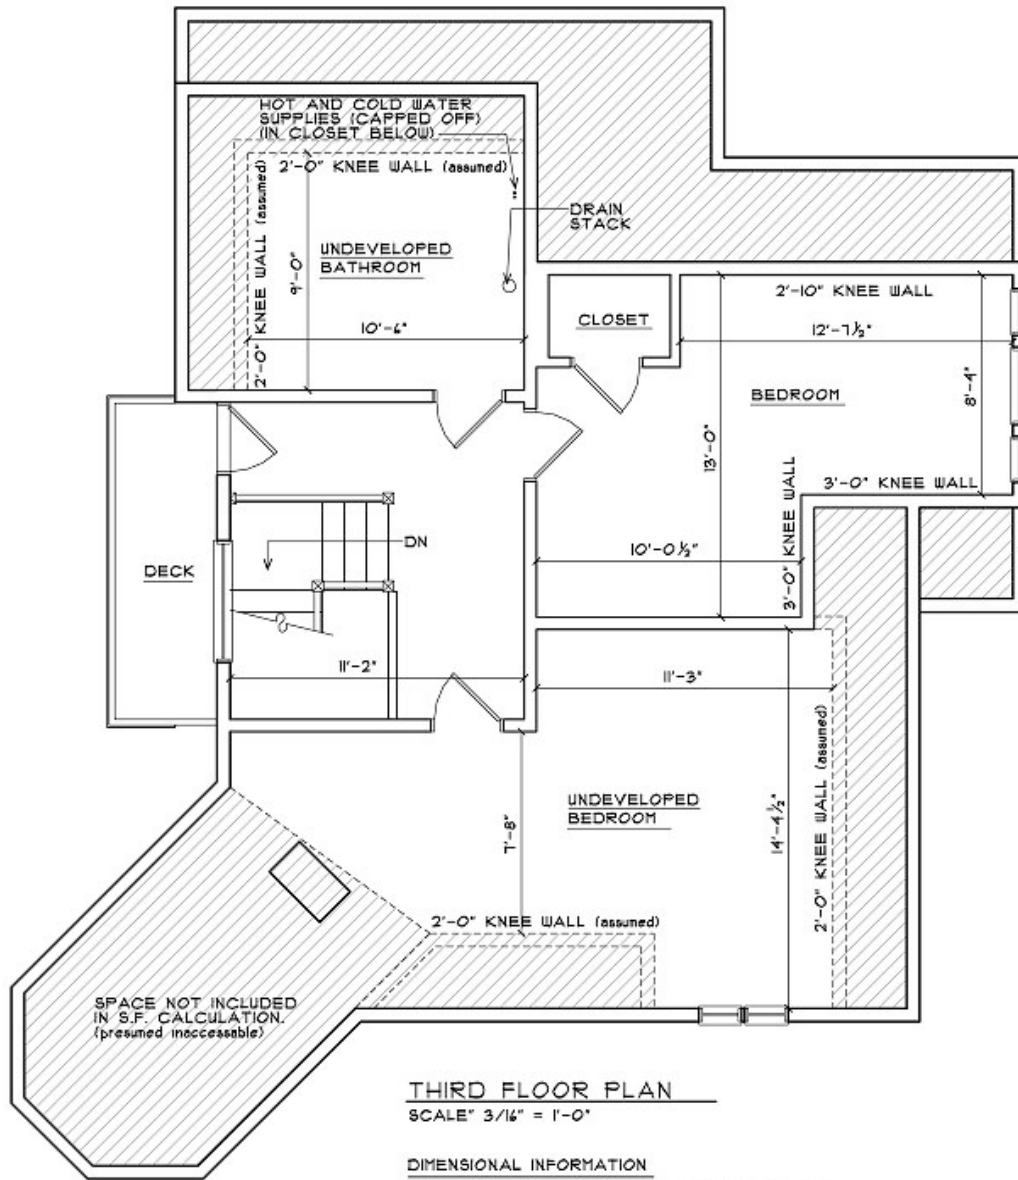 HOT AND COLD WATER
SUPPLIES (CAPPED OFF)
(IN CLOSET BELOW)
2'-0" KNEE WALL (assumed)
2'-0" KNEE WALL (assumed)
9'-0"
DRAIN
STACK
UNDEVELOPED
BATHROOM
10'-6"
CLOSET
2'-10" KNEE WALL
12'-7½"
BEDROOM
8'-4"
13'-0"
3'-0" KNEE WALL
3'-0" KNEE WALL
10'-0½"
DN
DECK
11'-2"
11'-3"
UNDEVELOPED
BEDROOM
7'-8"
14'-4½"
2'-0" KNEE WALL (assumed)
2'-0" KNEE WALL (assumed)
SPACE NOT INCLUDED
IN S.F. CALCULATION.
(presumed inaccessable)
THIRD FLOOR PLAN
SCALE" 3/16" = 1'-0"
DIMENSIONAL INFORMATION